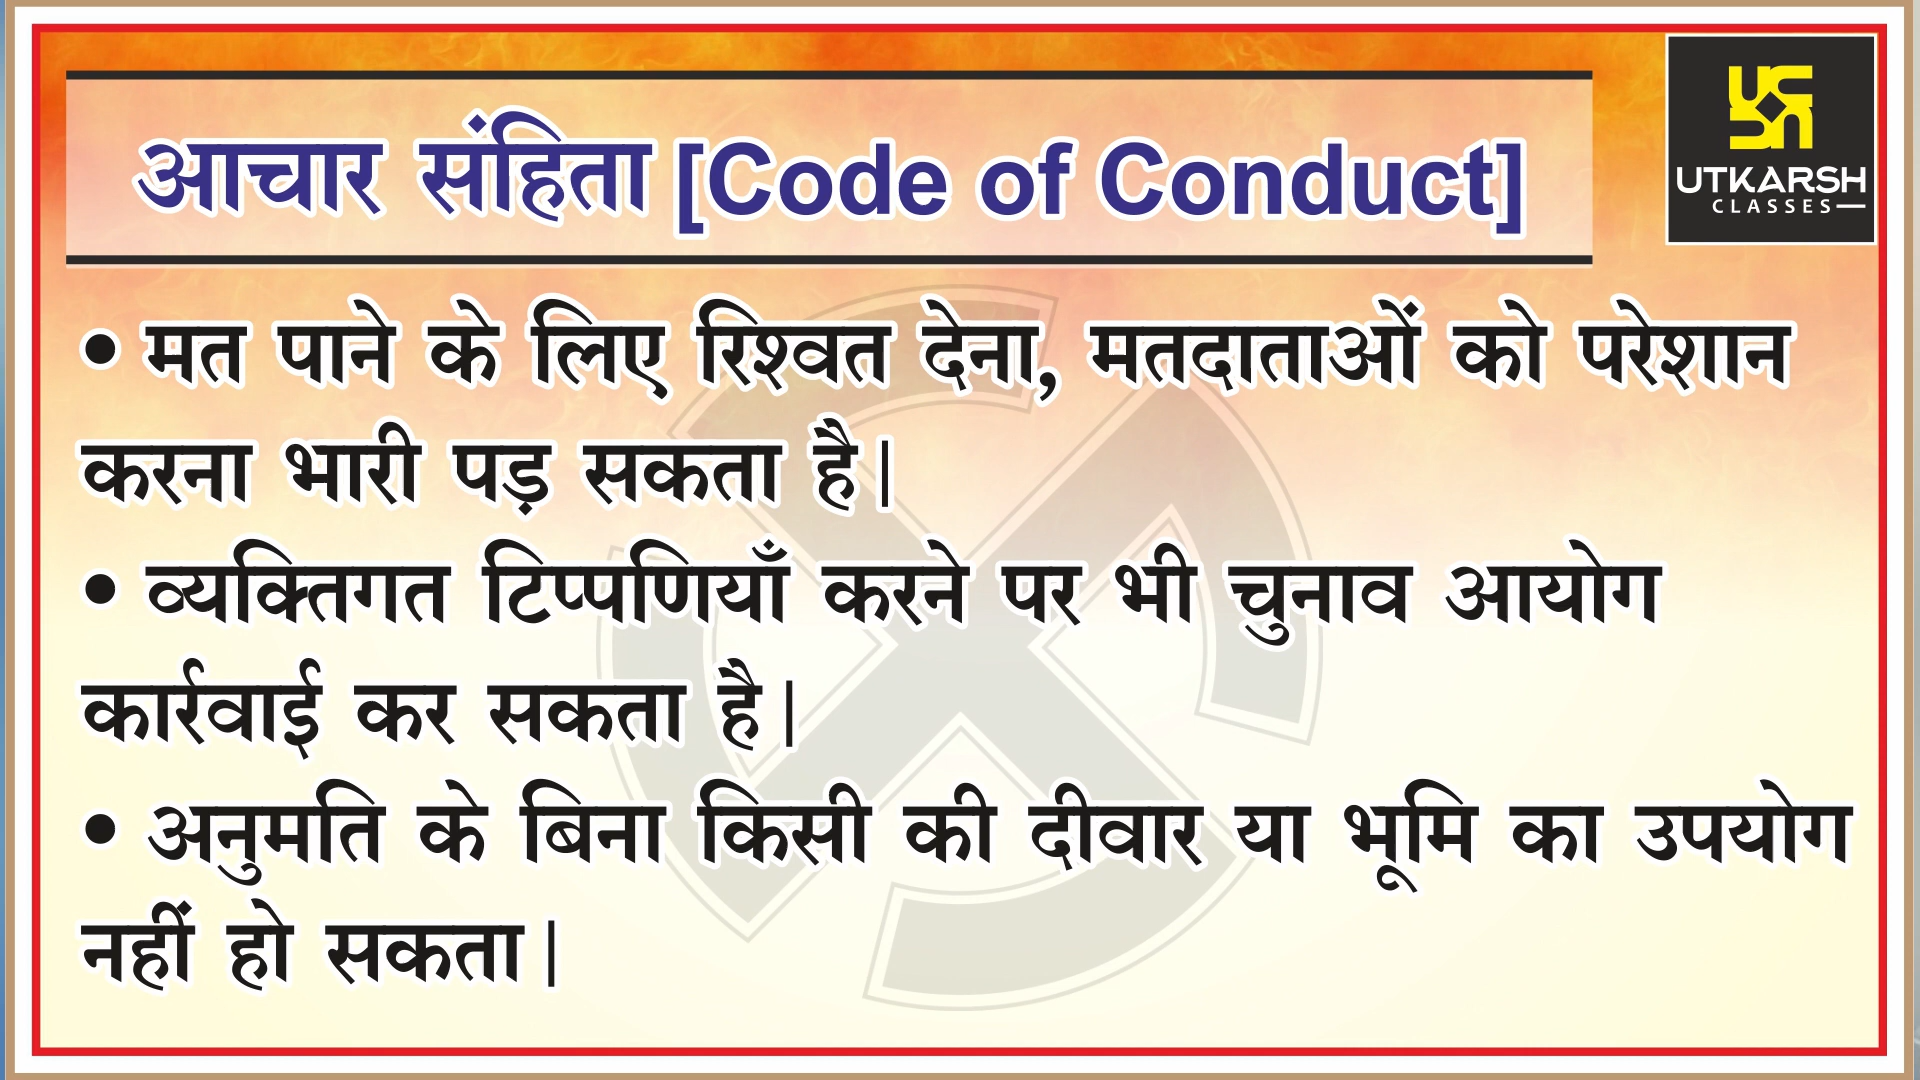 आचार संहिता [Code of Conduct]
UTKARSH
CLASSES
• मत पाने के लिए रिश्वत देना, मतदाताओं को परेशान
करना भारी पड़ सकता है।
• व्यक्तिगत टिप्पणियाँ करने पर भी चुनाव आयोग
कार्रवाई कर सकता है।
• अनुमति के बिना किसी की दीवार या भूमि का उपयोग
नहीं हो सकता।